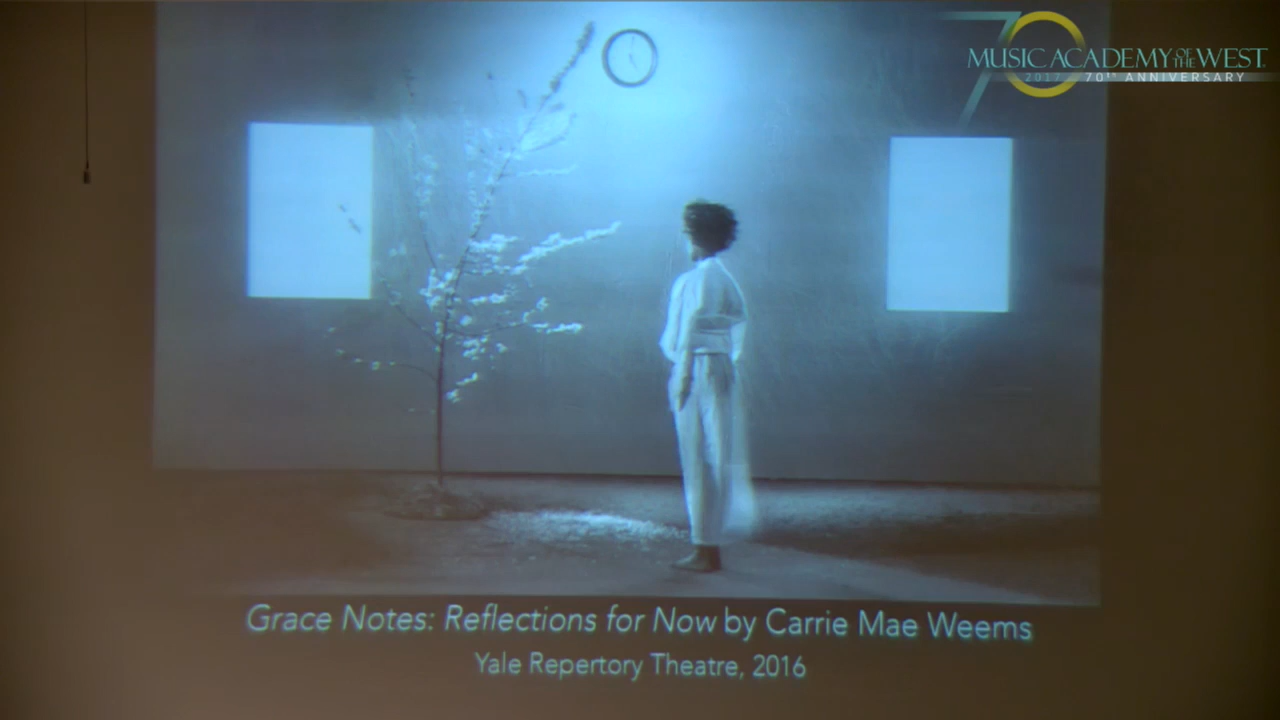 70
MUSIC ACADEMY OF THE WEST
2017 70TH ANNIVERSARY
Grace Notes: Reflections for Now by Carrie Mae Weems
Yale Repertory Theatre, 2016